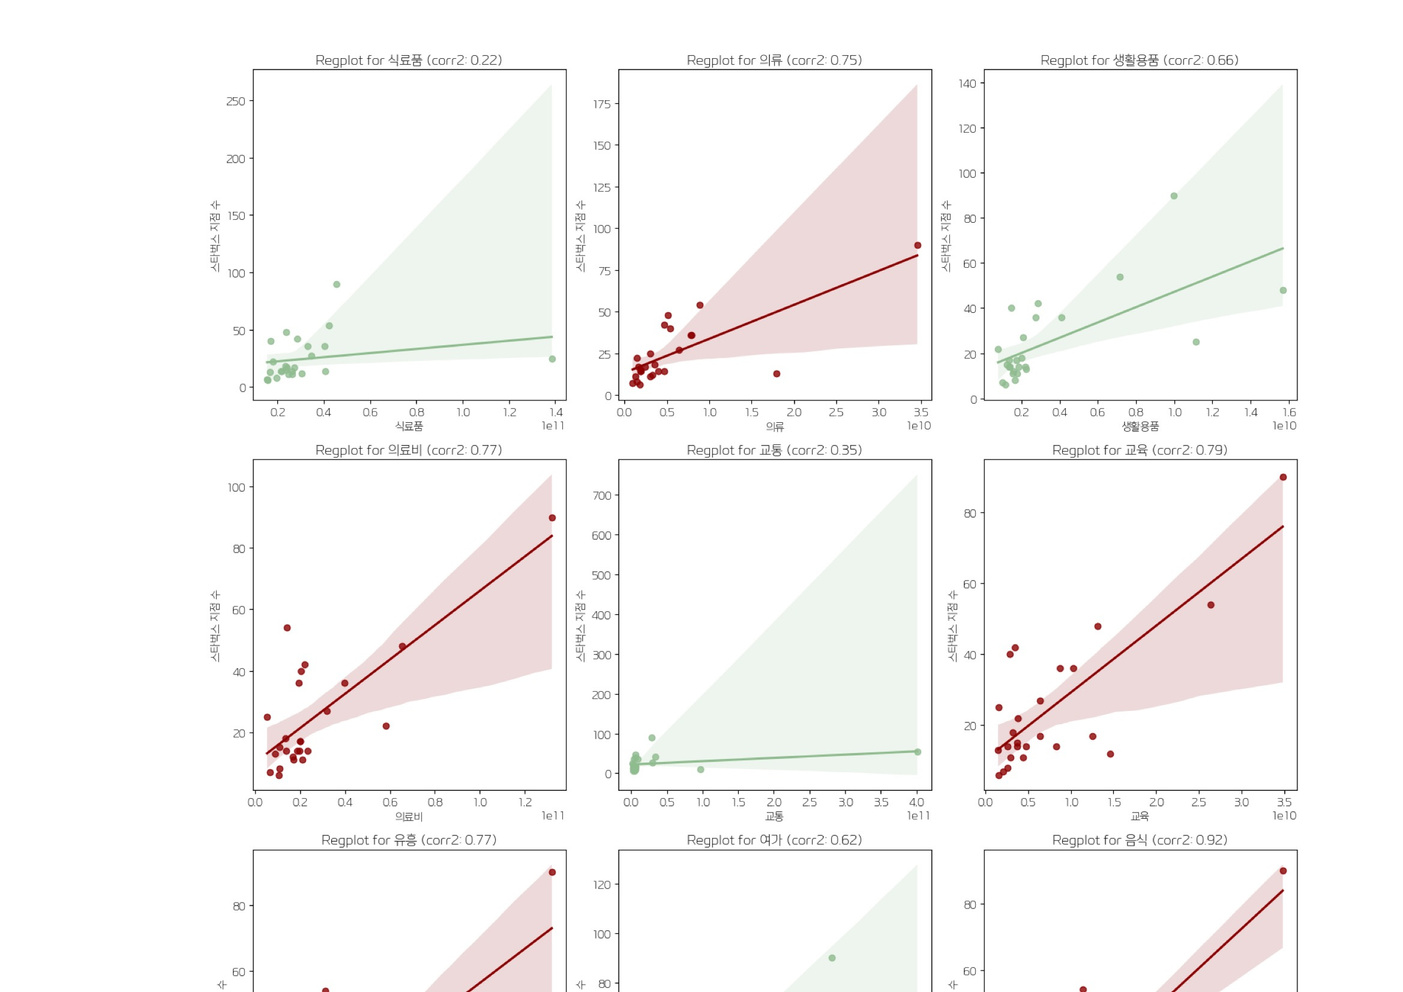 Regplot for 식료품 (corr2: 0.22)
250
200
150
100
50
0
스타벅스 지점 수
0.2 0.4 0.6 0.8 1.0 1.2 1.4
식료품
1e11
Regplot for 의류 (corr2: 0.75)
175
150
125
100
75
50
25
0
스타벅스 지점 수
0.0 0.5 1.0 1.5 2.0 2.5 3.0 3.5
의류
1e10
Regplot for 생활용품 (corr2: 0.66)
140
120
100
80
60
40
20
0
스타벅스 지점 수
0.2 0.4 0.6 0.8 1.0 1.2 1.4 1.6
생활용품
1e10
Regplot for 의료비 (corr2: 0.77)
100
80
60
40
20
스타벅스 지점 수
0.0 0.2 0.4 0.6 0.8 1.0 1.2
의료비
1e11
Regplot for 교통 (corr2: 0.35)
700
600
500
400
300
200
100
0
스타벅스 지점 수
0.0 0.5 1.0 1.5 2.0 2.5 3.0 3.5 4.0
교통
1e11
Regplot for 교육 (corr2: 0.79)
80
60
40
20
스타벅스 지점 수
0.0 0.5 1.0 1.5 2.0 2.5 3.0 3.5
교육
1e10
Regplot for 유흥 (corr2: 0.77)
80
60
수
Regplot for 여가 (corr2: 0.62)
120
100
80
수
Regplot for 음식 (corr2: 0.92)
80
60
수